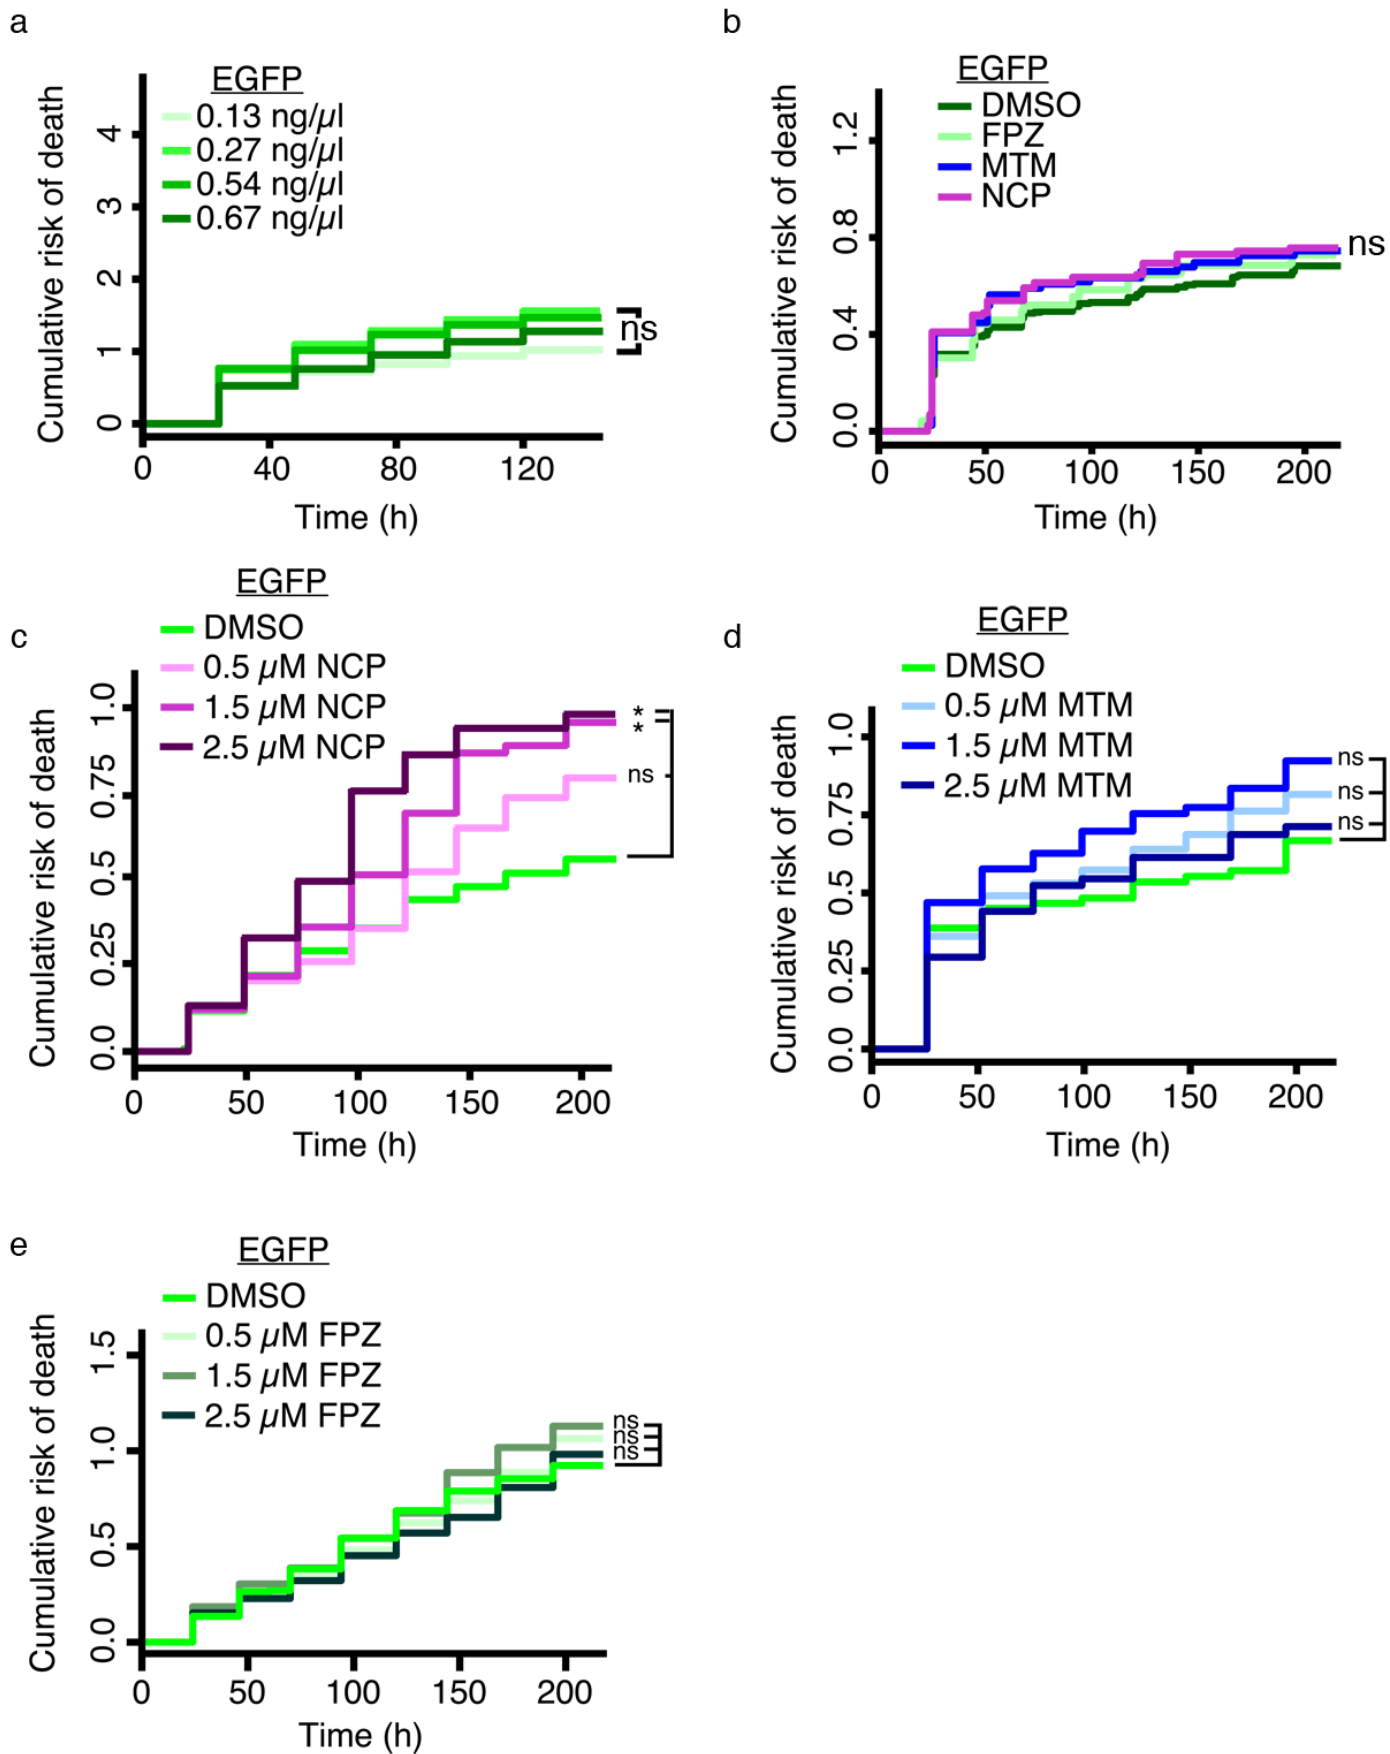 a
EGFP
0.13 ng/µl
0.27 ng/µl
0.54 ng/µl
0.67 ng/µl
Cumulative risk of death
4
3
2
1
0
ns
0 40 80 120
Time (h)
b
EGFP
DMSO
FPZ
MTM
NCP
Cumulative risk of death
1.2
0.8
0.4
0.0
ns
0 50 100 150 200
Time (h)
c
EGFP
DMSO
0.5 µM NCP
1.5 µM NCP
2.5 µM NCP
Cumulative risk of death
1.0
0.75
0.5
0.25
0.0
*
*
ns
0 50 100 150 200
Time (h)
d
EGFP
DMSO
0.5 µM MTM
1.5 µM MTM
2.5 µM MTM
Cumulative risk of death
1.0
0.75
0.5
0.25
0.0
ns
ns
ns
0 50 100 150 200
Time (h)
e
EGFP
DMSO
0.5 µM FPZ
1.5 µM FPZ
2.5 µM FPZ
Cumulative risk of death
1.5
1.0
0.5
0.0
ns
ns
ns
0 50 100 150 200
Time (h)